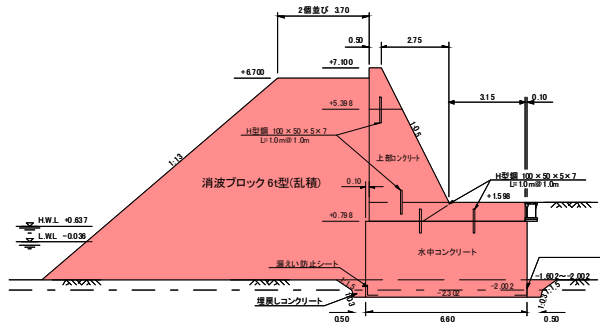 2個並び 3.70
0.50
2.75
+7.100
+6.700
3.15
0.10
+5.398
1:0.5
H型鋼 100×50×5×7
L=1.0m@1.0m
上部コンクリート
1:13
消波ブロック 6t型(乱積)
H型鋼 100×50×5×7
L=1.0m@1.0m
0.10
+1.598
H.W.L +0.637
+0.798
L.W.L -0.036
水中コンクリート
漏えい防止シート
-1.602～-2.002
-2.002
-2.302
埋戻しコンクリート
0.50
6.60
0.50